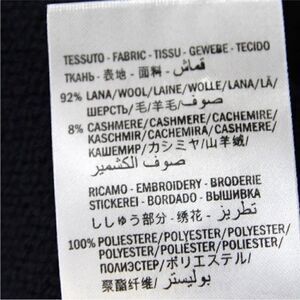 TESSUTO - FABRIC - TISSU - GEWEBE - TECIDO
ТКАНЬ - 表地 - 面料 - قماش
92% LANA/WOOL/LAINE/WOLLE/LANA/LÃ/
ШЕРСТЬ/毛/羊毛/صوف
8% CASHMERE/CASHMERE/CACHEMIRE/
KASCHMIR/CACHEMIRA/CASHMERE/
КАШЕМИР/カシミヤ/山羊绒/
صوف الكشمير
RICAMO - EMBROIDERY - BRODERIE
STICKEREI - BORDADO - ВЫШИВКА
ししゅう部分 - 绣花 - تطريز
100% POLIESTERE/POLYESTER/
POLYESTER/POLYESTER/POLIÉSTER/POLIÉSTER/
ПОЛИЭСТЕР/ポリエステル/
聚酯纤维/بوليستر